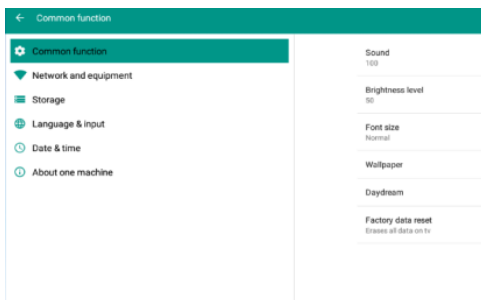 Common function
Common function
Network and equipment
Storage
Language & input
Date & time
About one machine
Sound
100
Brightness level
50
Font size
Normal
Wallpaper
Daydream
Factory data reset
Erases all data on tv